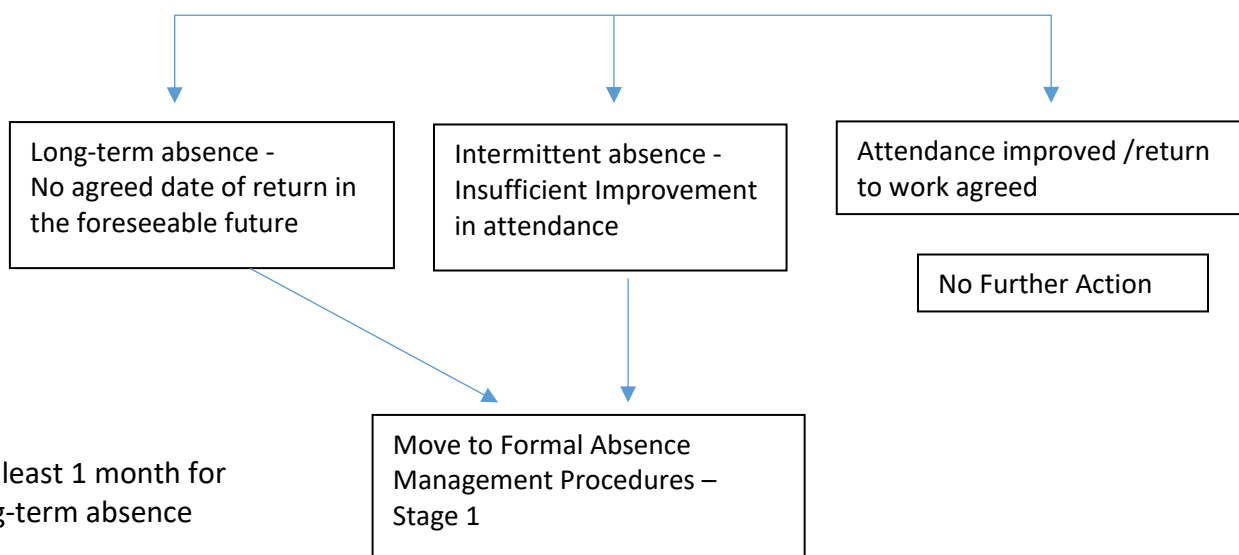 Long-term absence -
No agreed date of return in
the foreseeable future
Intermittent absence -
Insufficient Improvement
in attendance
Attendance improved /return
to work agreed
No Further Action
Move to Formal Absence
Management Procedures –
Stage 1
least 1 month for
g-term absence